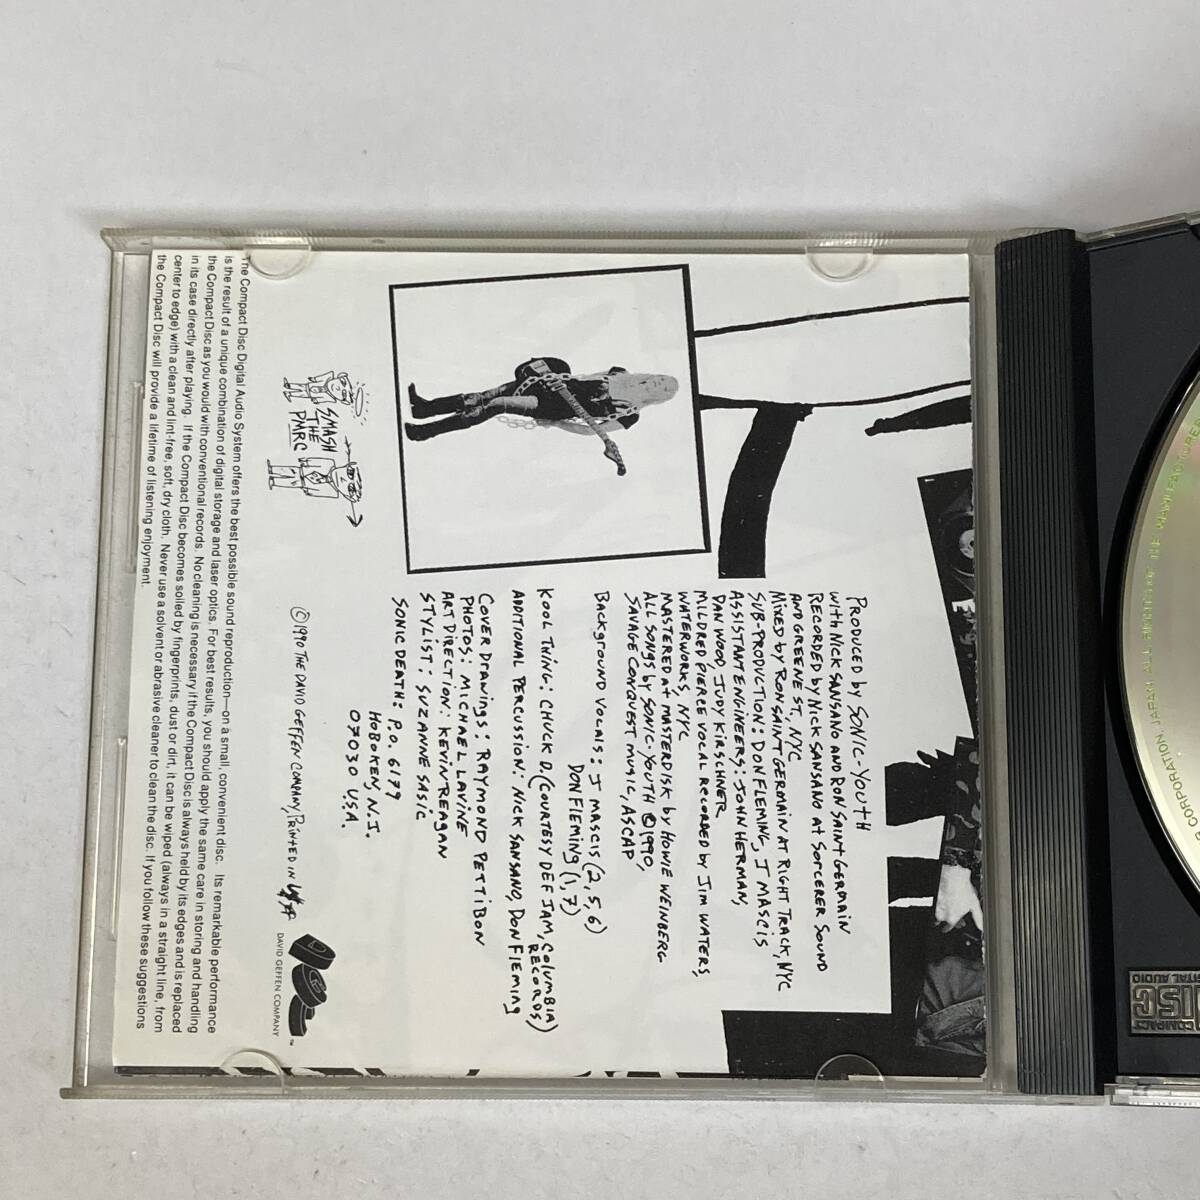 PRODUCED by SONIC-YOUTH
with NICK SANSANO AND RON SAINT GERMAIN
RECORDED by NICK SANSANO at SORCERER SOUND
AND GREENE ST, NYC
MIXED by RON SAINT GERMAIN AT RIGHT TRACK, NYC
SUB-PRODUCTION: DON FLEMING, J MASCIS
ASSISTANT ENGINEERS: JOHN HERMAN,
DAN WOOD JUDY KIRSCHNER
MILDRED PIERCE VOCAL RECORDED by JIM WATERS,
WATERWORKS, NYC
MASTERED at MASTERDISK by HOWIE WEINBERG
ALL SONGS by SONIC-YOUTH ©1990,
SAVAGE CONQUEST MUSIC, ASCAP
BACKGROUND VOCALS: J MASCIS (2,5,6)
DON FLEMING (1,7)
KOOL THING: CHUCK D. (COURTESY DEF JAM, COLUMBIA)
RECORDS)
ADDITIONAL PERCUSSION: NICK SANSANO, DON FLEMING
COVER DRAWINGS: RAYMOND PETTIBON
PHOTOS: MICHAEL LAVINE
ART DIRECTION: KEVIN REAGAN
STYLIST: SUZANNE SASIC
SONIC DEATH: P.O. 6179
HOBOKEN, N.J.
07030 U.S.A.
SMASH
THE
PMRC
©1990 THE DAVID GEFFEN COMPANY, PRINTED IN
DAVID GEFFEN COMPANY
TM
The Compact Disc Digital Audio System offers the best possible sound reproduction—on a small, convenient disc. Its remarkable performance
is the result of a unique combination of digital storage and laser optics. For best results, you should apply the same care in storing and handling
the Compact Disc as you would with conventional records. No cleaning is necessary if the Compact Disc is always held by its edges and is replaced
in its case directly after playing. If the Compact Disc becomes soiled by fingerprints, dust or dirt, it can be wiped (always in a straight line, from
center to edge) with a clean and lint-free, soft, dry cloth. Never use a solvent or abrasive cleaner to clean the disc. If you follow these suggestions
the Compact Disc will provide a lifetime of listening enjoyment.
CORPORATION JAPAN
DISC
COMPACT
DIGITAL AUDIO